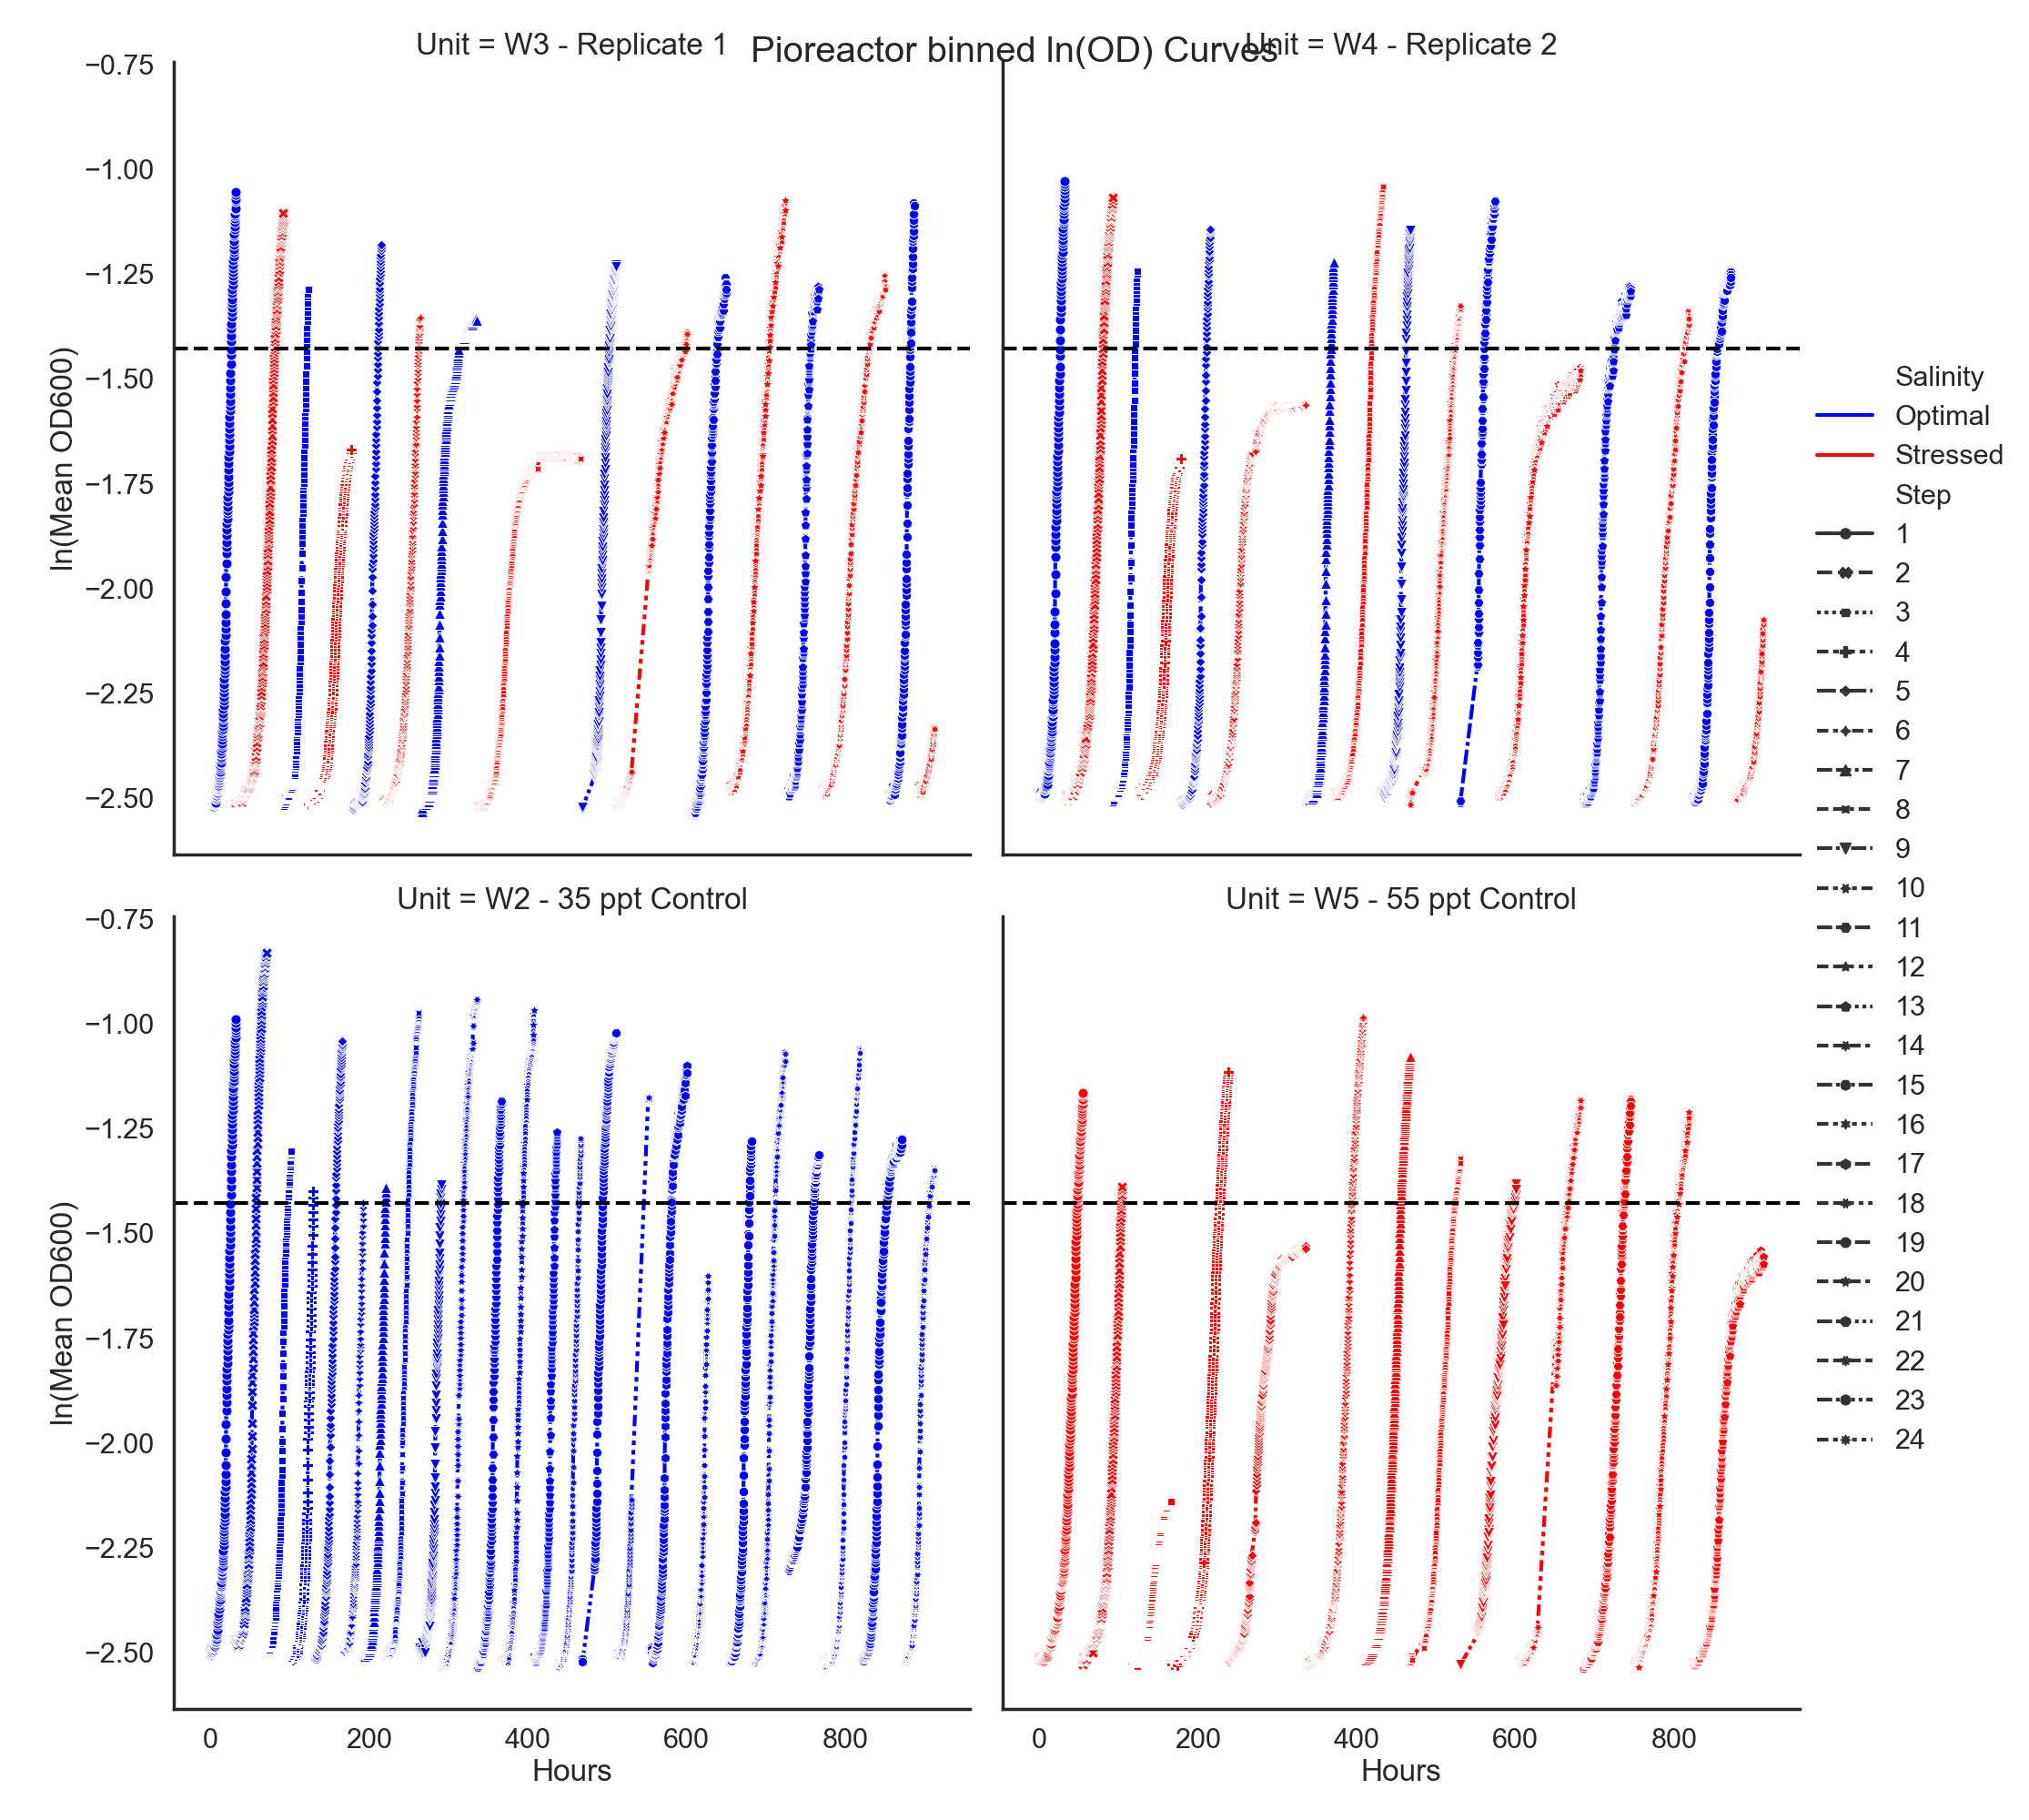 Pioreactor binned ln(OD) Curves
Unit = W3 - Replicate 1
Unit = W4 - Replicate 2
−0.75
−1.00
−1.25
−1.50
−1.75
−2.00
−2.25
−2.50
ln(Mean OD600)
Unit = W2 - 35 ppt Control
Unit = W5 - 55 ppt Control
−0.75
−1.00
−1.25
−1.50
−1.75
−2.00
−2.25
−2.50
ln(Mean OD600)
0 200 400 600 800
Hours
0 200 400 600 800
Hours
Salinity
Optimal
Stressed
Step
1
2
3
4
5
6
7
8
9
10
11
12
13
14
15
16
17
18
19
20
21
22
23
24